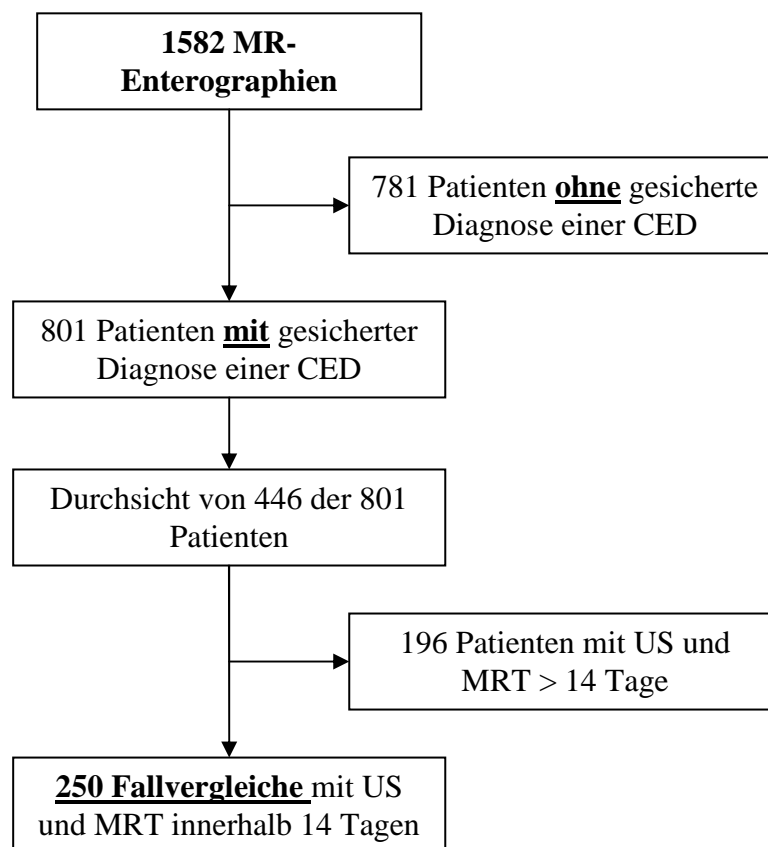 1582 MR-
Enterographien
781 Patienten ohne gesicherte
Diagnose einer CED
801 Patienten mit gesicherter
Diagnose einer CED
Durchsicht von 446 der 801
Patienten
196 Patienten mit US und
MRT > 14 Tage
250 Fallvergleiche mit US
und MRT innerhalb 14 Tagen